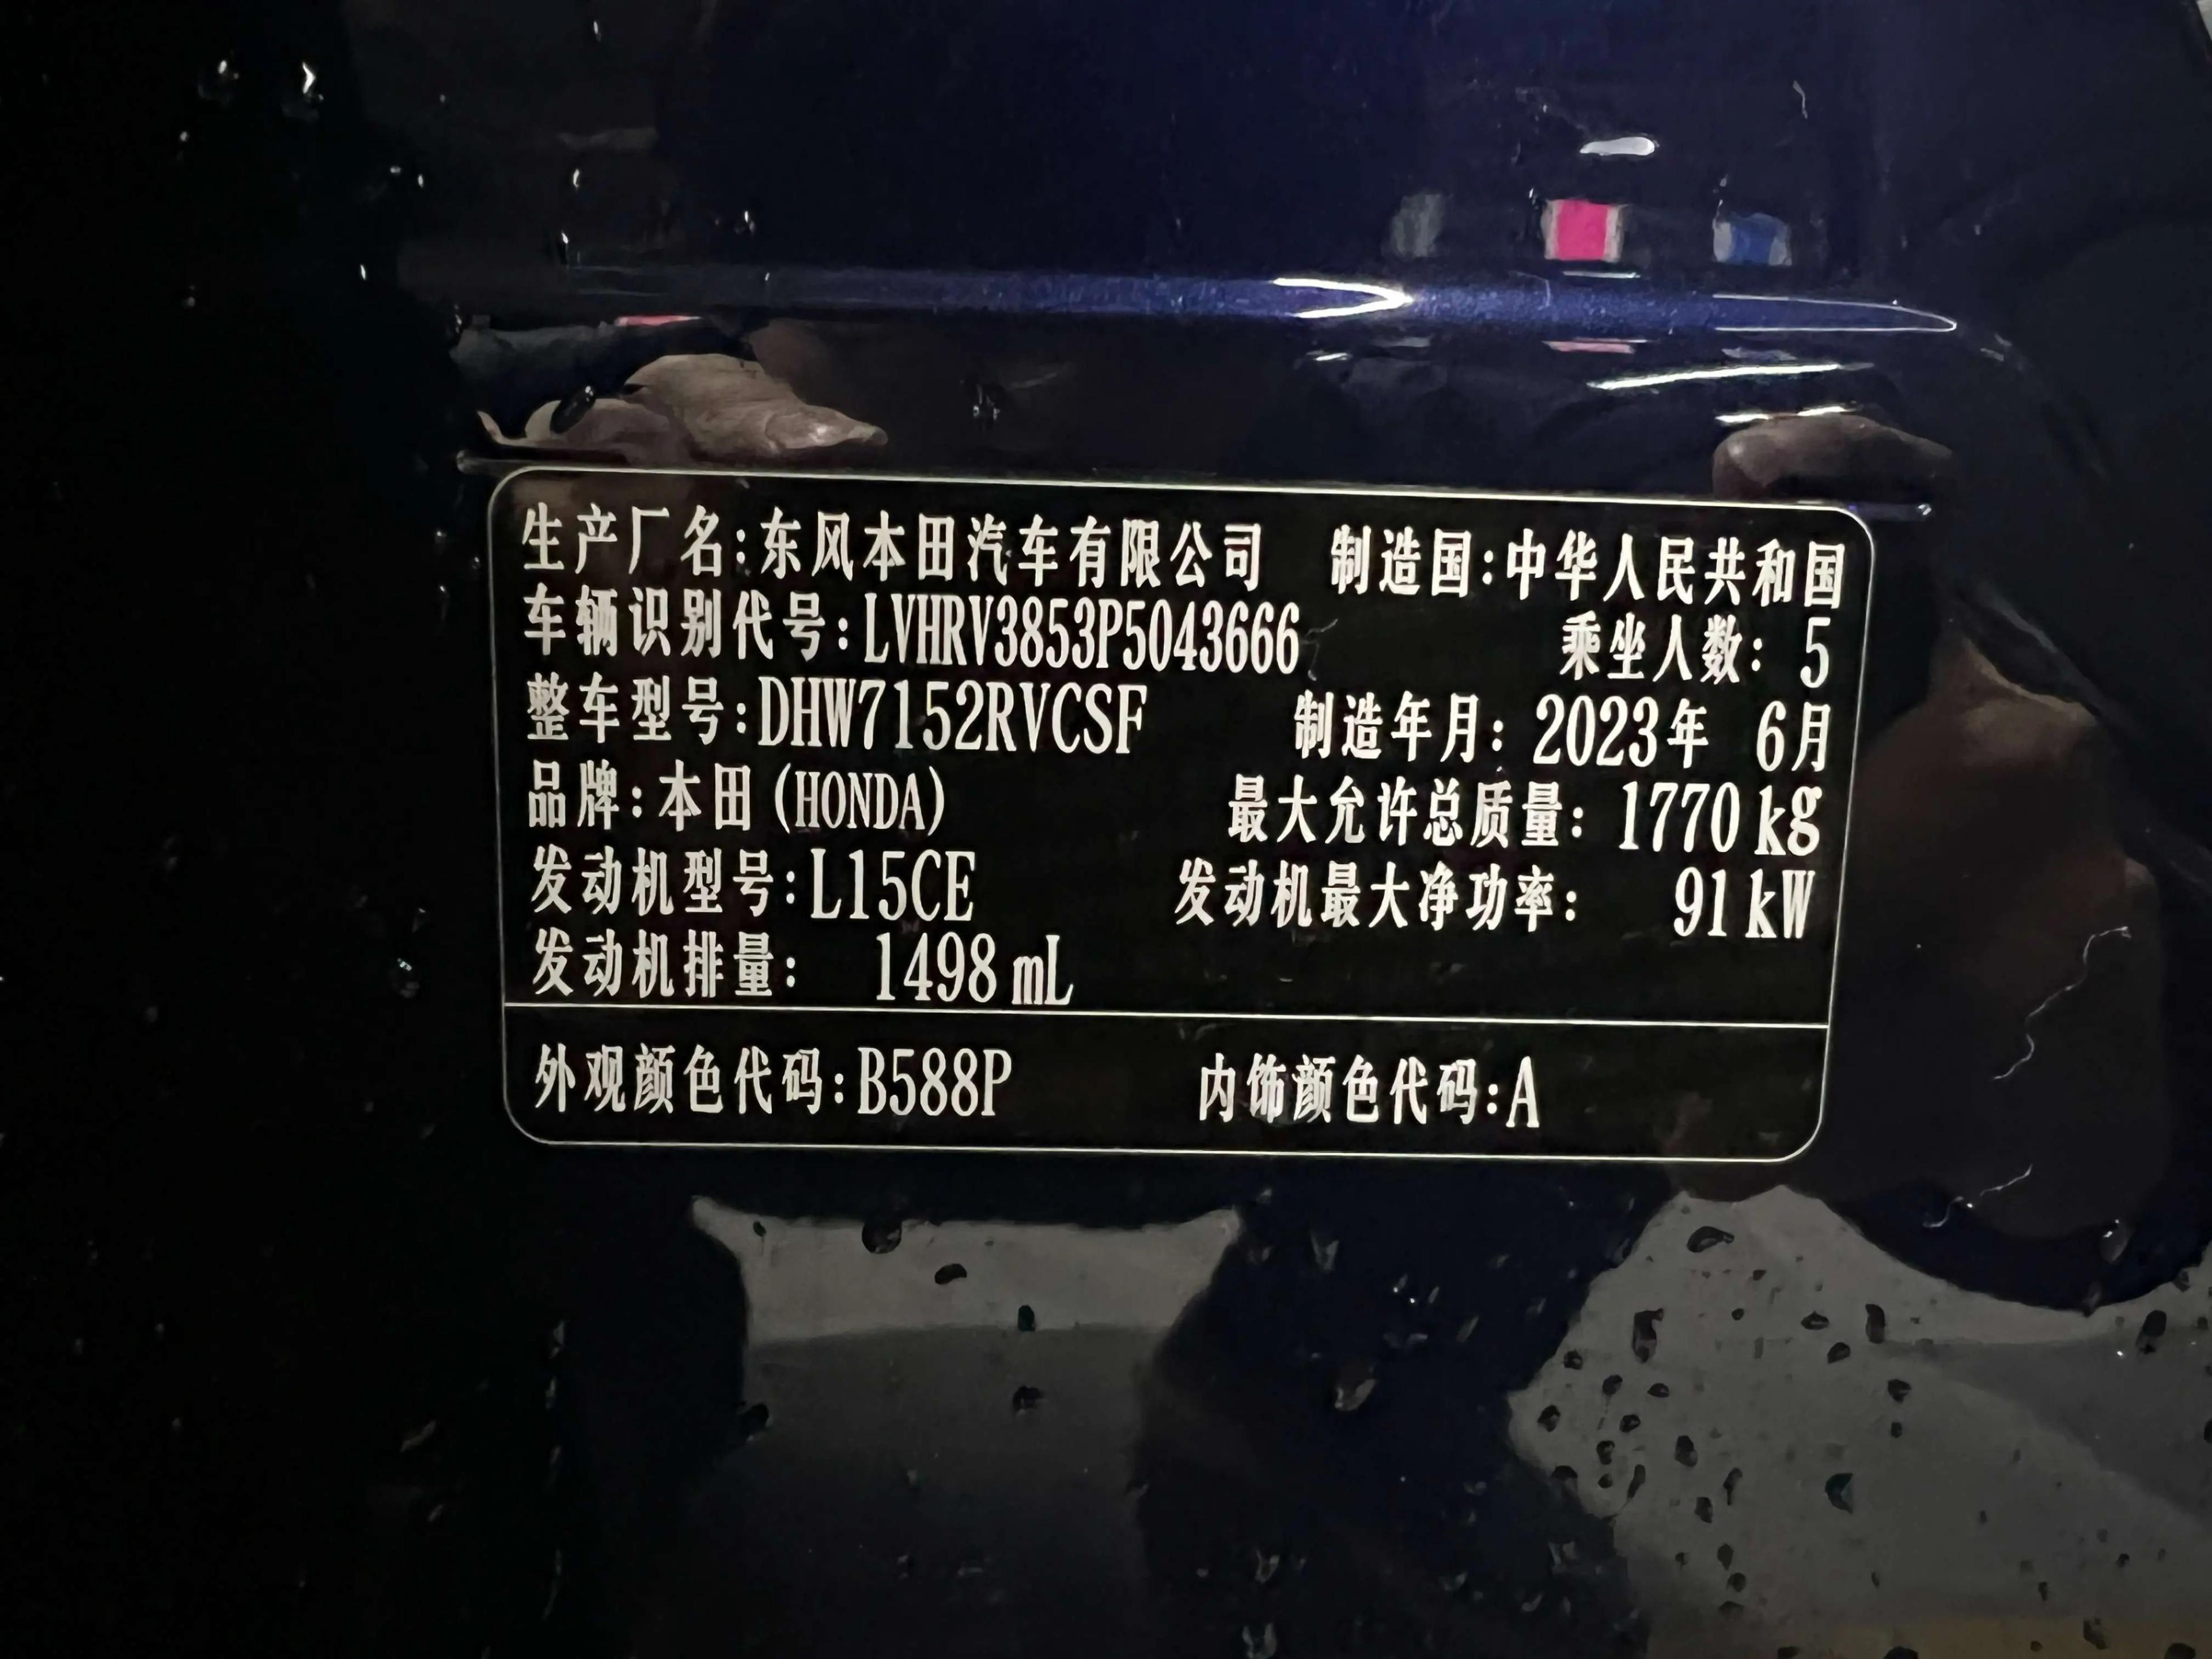 生产厂名:东风本田汽车有限公司 制造国:中华人民共和国
车辆识别代号:LVHRV3853P5043666 乘坐人数: 5
整车型号:DHW7152RVCSF 制造年月: 2023年 6月
品牌:本田(HONDA) 最大允许总质量: 1770 kg
发动机型号:L15CE 发动机最大净功率: 91 kW
发动机排量: 1498 mL
外观颜色代码:B588P 内饰颜色代码:A